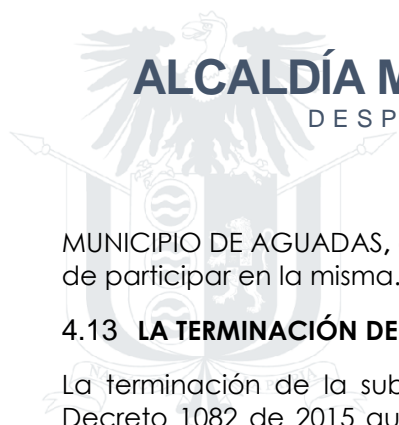 ALCALDÍA M
DESP
MUNICIPIO DE AGUADAS,
de participar en la misma.
4.13 LA TERMINACIÓN DE
La terminación de la sub
Decreto 1082 de 2015 qu